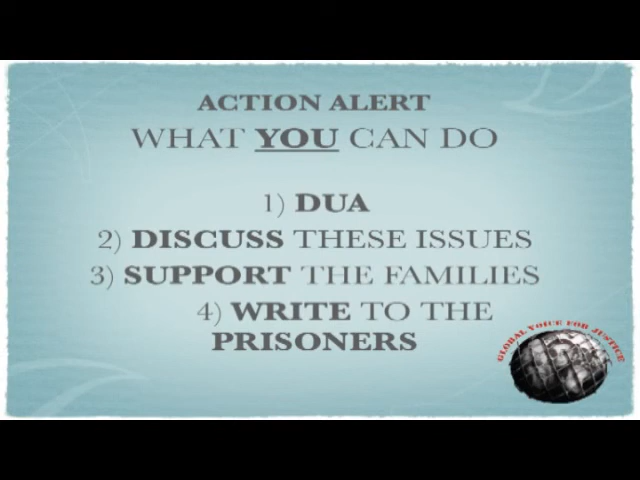 ACTION ALERT
WHAT YOU CAN DO
1) DUA
2) DISCUSS THESE ISSUES
3) SUPPORT THE FAMILIES
4) WRITE TO THE
PRISONERS
GLOBAL VOICE FOR JUSTICE